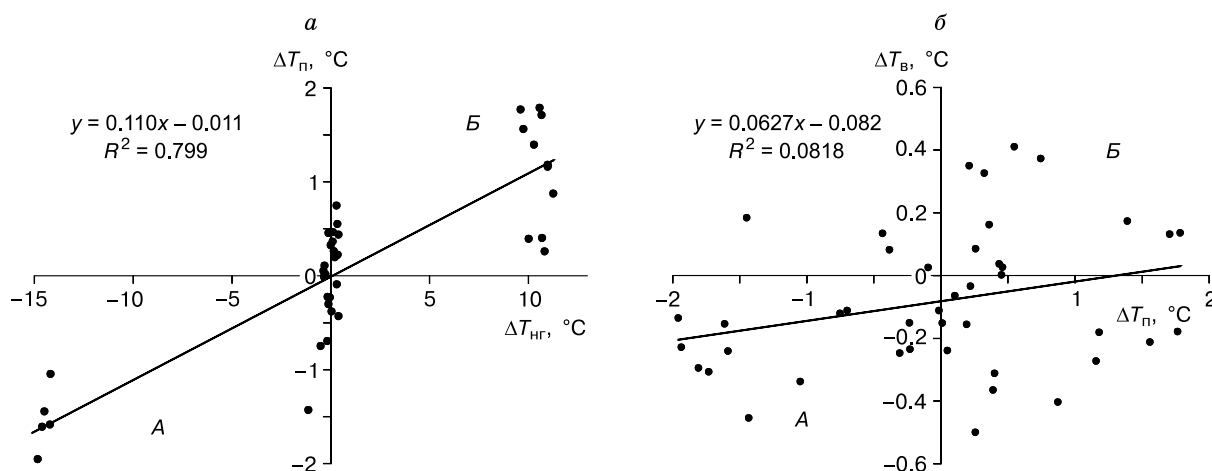 а
ΔTп, °C
2
1
0
−1
−2
−15
−10
−5
5
10
ΔTнг, °C
y = 0.110x – 0.011
R² = 0.799
Б
А
б
ΔTв, °C
0.6
0.4
0.2
0
−0.2
−0.4
−0.6
−2
−1
1
2
ΔTп, °C
y = 0.0627x – 0.082
R² = 0.0818
Б
А